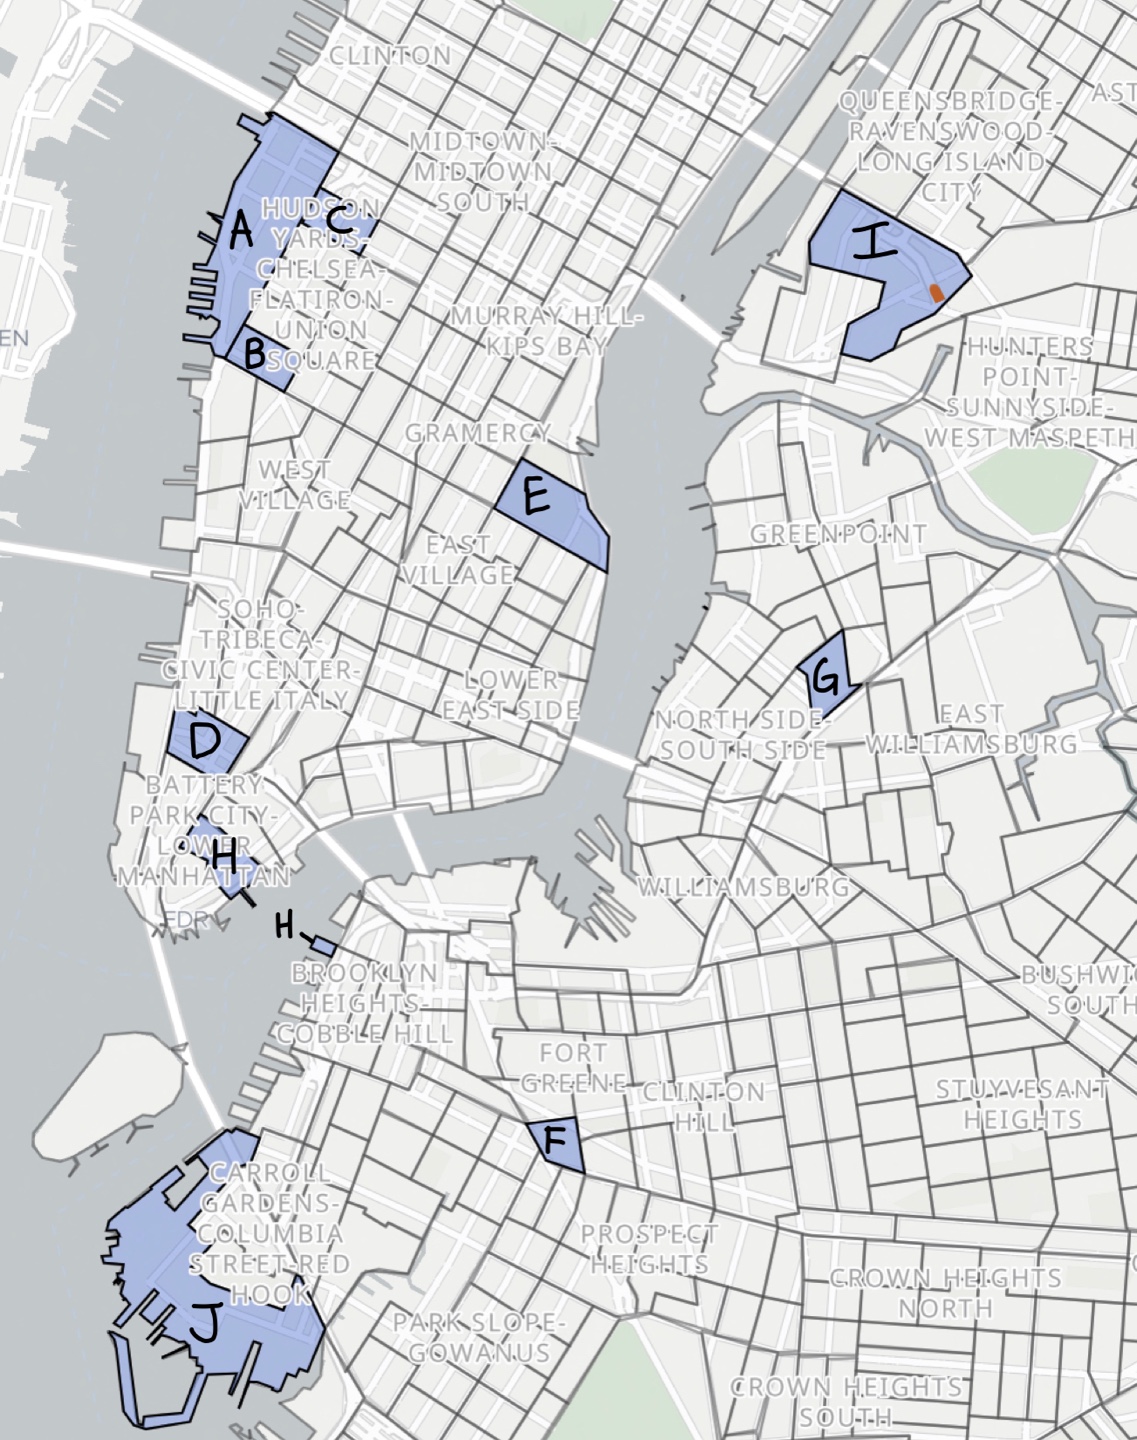 CLINTON
QUEENSBRIDGE-
RAVENSWOOD-
LONG ISLAND
CITY
AST
MIDTOWN-
MIDTOWN
SOUTH
HUDSON
YARDS-
CHELSEA-
FLATIRON-
UNION
SQUARE
A
C
B
I
EN
MURRAY HILL-
KIPS BAY
HUNTERS
POINT-
SUNNYSIDE-
WEST MASPETH
GRAMERCY
WEST
VILLAGE
E
EAST
VILLAGE
GREENPOINT
SOHO-
TRIBECA-
CIVIC CENTER-
LITTLE ITALY
LOWER
EAST SIDE
G
NORTH SIDE-
SOUTH SIDE
EAST
WILLIAMSBURG
D
BATTERY
PARK CITY-
LOWER
MANHATTAN
H
FDR
H
WILLIAMSBURG
BROOKLYN
HEIGHTS-
COBBLE HILL
BUSHWI
SOUTH
FORT
GREENE
CLINTON
HILL
STUYVESANT
HEIGHTS
F
CARROLL
GARDENS-
COLUMBIA
STREET-RED
HOOK
J
PROSPECT
HEIGHTS
CROWN HEIGHTS
NORTH
PARK SLOPE-
GOWANUS
CROWN HEIGHTS
SOUTH